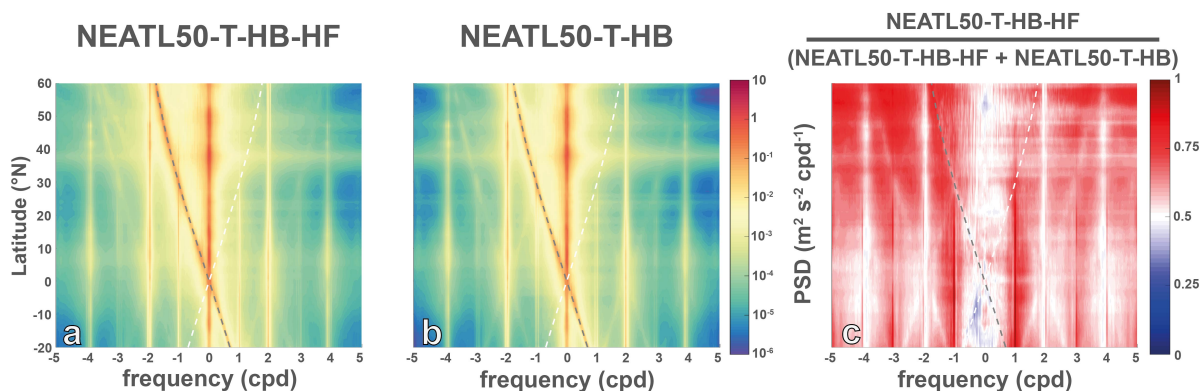 NEATL50-T-HB-HF
NEATL50-T-HB
NEATL50-T-HB-HF
(NEATL50-T-HB-HF + NEATL50-T-HB)
Latitude (°N)
60
50
40
30
20
10
0
-10
-20
a
-5 -4 -3 -2 -1 0 1 2 3 4 5
frequency (cpd)
b
-5 -4 -3 -2 -1 0 1 2 3 4 5
frequency (cpd)
10
1
10-1
10-2
10-3
10-4
10-5
10-6
PSD (m2 s-2 cpd-1)
c
-5 -4 -3 -2 -1 0 1 2 3 4 5
frequency (cpd)
1
0.75
0.5
0.25
0